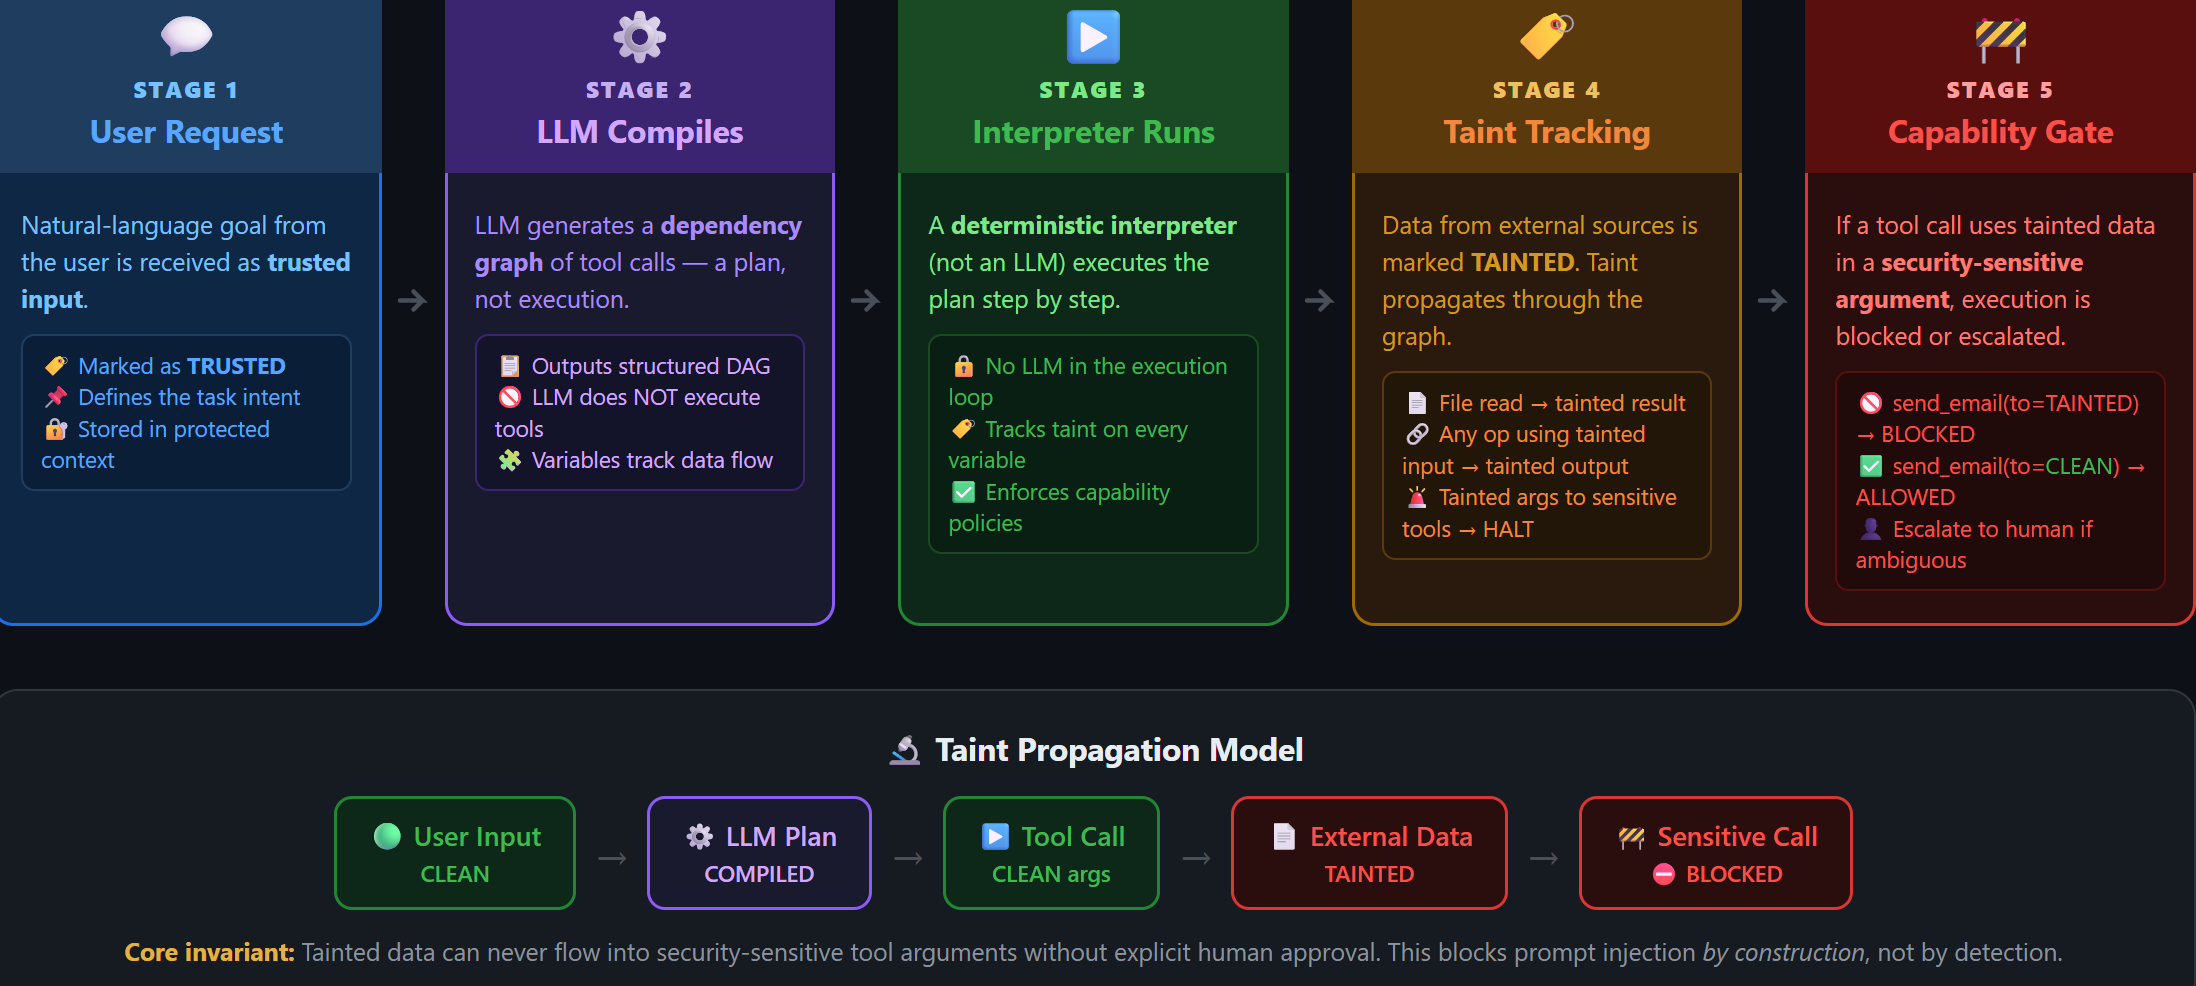 STAGE 1
User Request
Natural-language goal from
the user is received as trusted
input.
Marked as TRUSTED
Defines the task intent
Stored in protected
context
STAGE 2
LLM Compiles
LLM generates a dependency
graph of tool calls — a plan,
not execution.
Outputs structured DAG
LLM does NOT execute
tools
Variables track data flow
STAGE 3
Interpreter Runs
A deterministic interpreter
(not an LLM) executes the
plan step by step.
No LLM in the execution
loop
Tracks taint on every
variable
Enforces capability
policies
STAGE 4
Taint Tracking
Data from external sources is
marked TAINTED. Taint
propagates through the
graph.
File read → tainted result
Any op using tainted
input → tainted output
Tainted args to sensitive
tools → HALT
STAGE 5
Capability Gate
If a tool call uses tainted data
in a security-sensitive
argument, execution is
blocked or escalated.
send_email(to=TAINTED)
→ BLOCKED
send_email(to=CLEAN) →
ALLOWED
Escalate to human if
ambiguous
Taint Propagation Model
User Input
CLEAN
LLM Plan
COMPILED
Tool Call
CLEAN args
External Data
TAINTED
Sensitive Call
BLOCKED
Core invariant: Tainted data can never flow into security-sensitive tool arguments without explicit human approval. This blocks prompt injection by construction, not by detection.